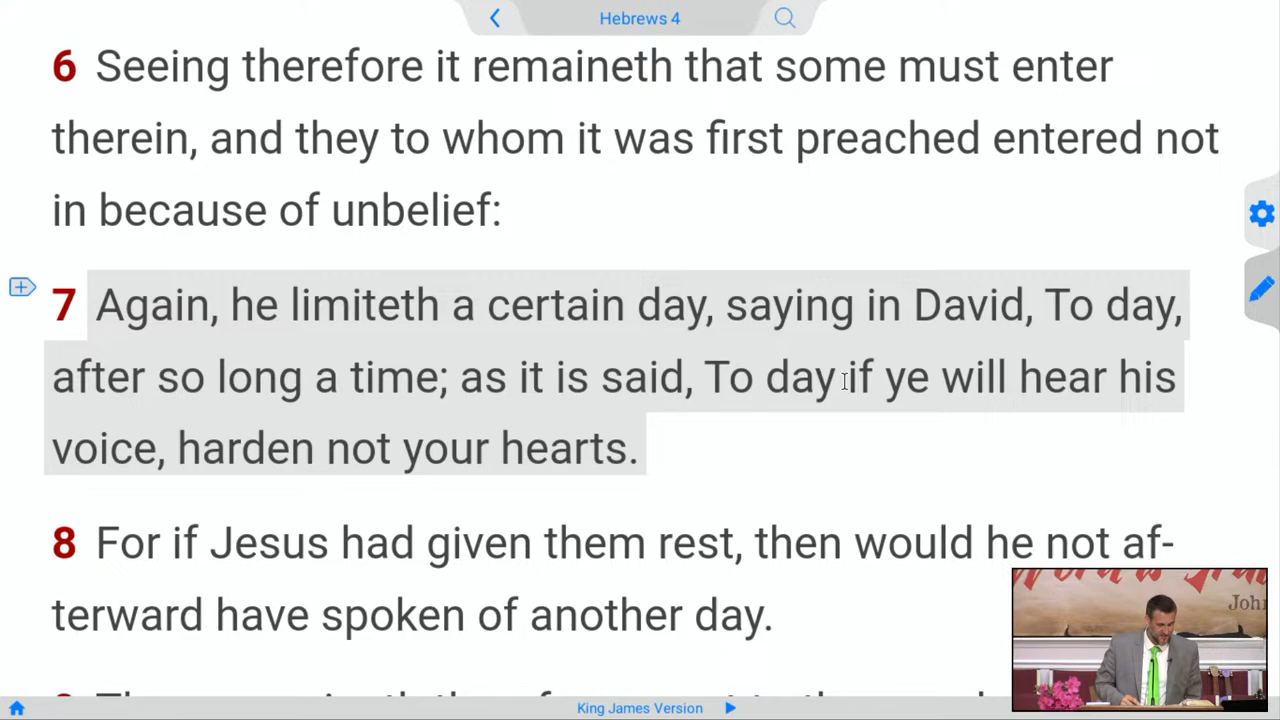 Hebrews 4
6 Seeing therefore it remaineth that some must enter
therein, and they to whom it was first preached entered not
in because of unbelief:
7 Again, he limiteth a certain day, saying in David, To day,
after so long a time; as it is said, To day if ye will hear his
voice, harden not your hearts.
8 For if Jesus had given them rest, then would he not af-
terward have spoken of another day.
John
King James Version